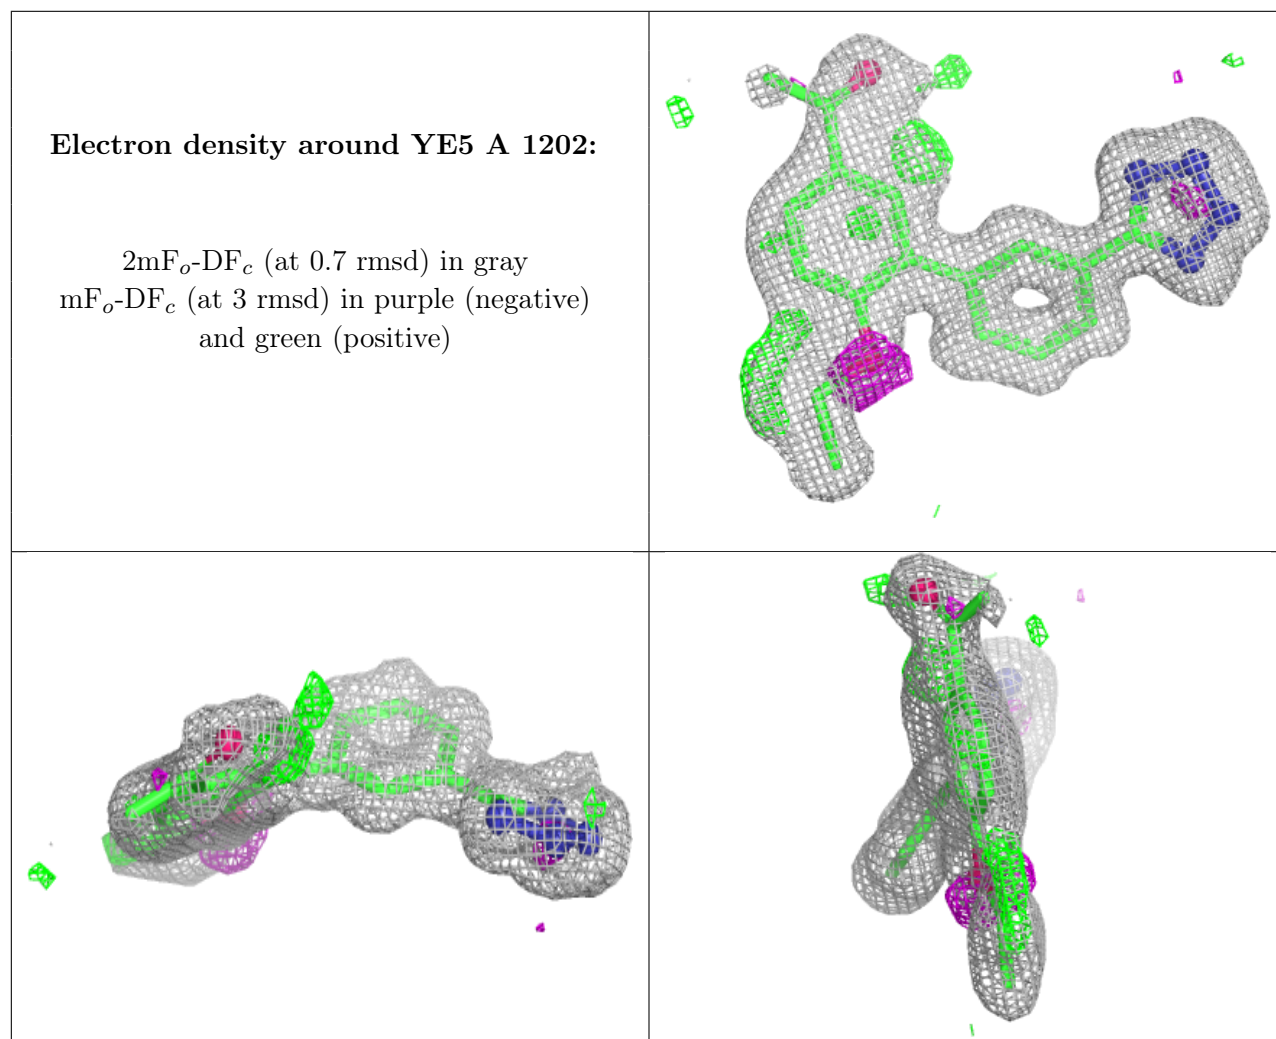 Electron density around YE5 A 1202:
2mFo-DFc (at 0.7 rmsd) in gray
mFo-DFc (at 3 rmsd) in purple (negative)
and green (positive)